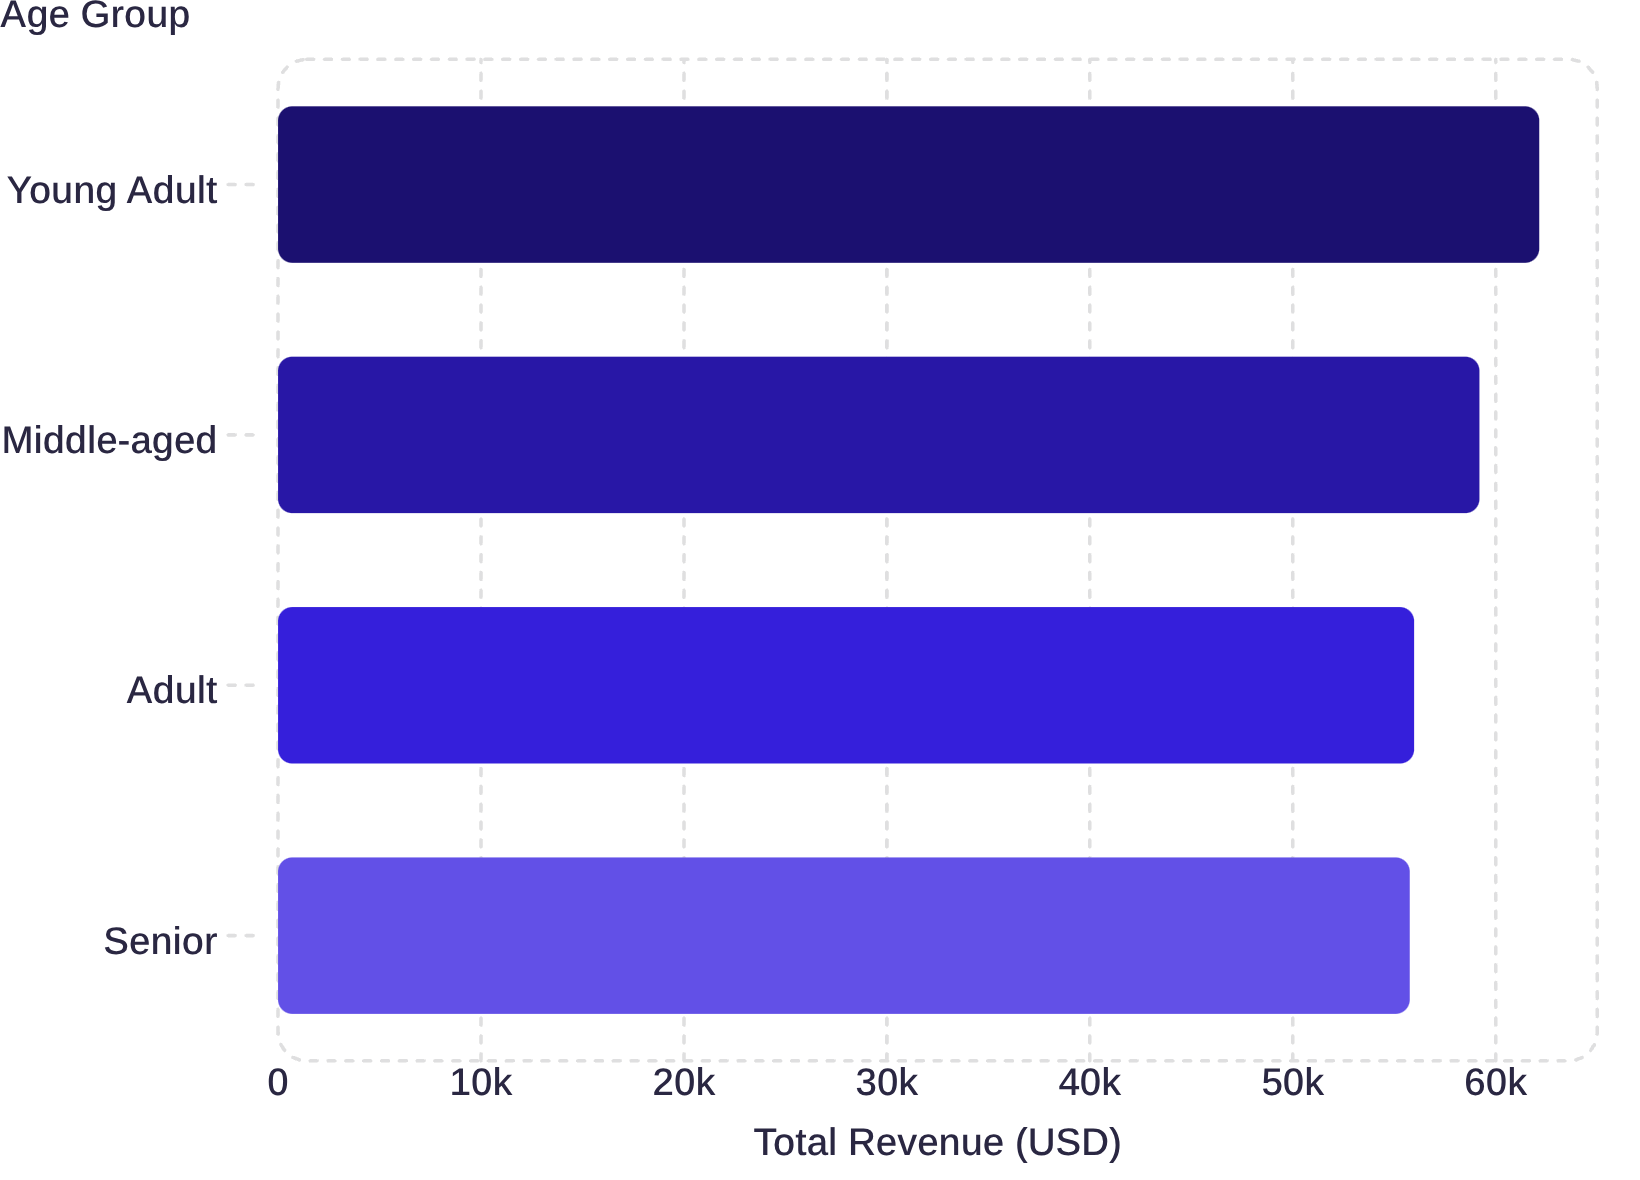 Age Group
Young Adult
Middle-aged
Adult
Senior
0 10k 20k 30k 40k 50k 60k
Total Revenue (USD)